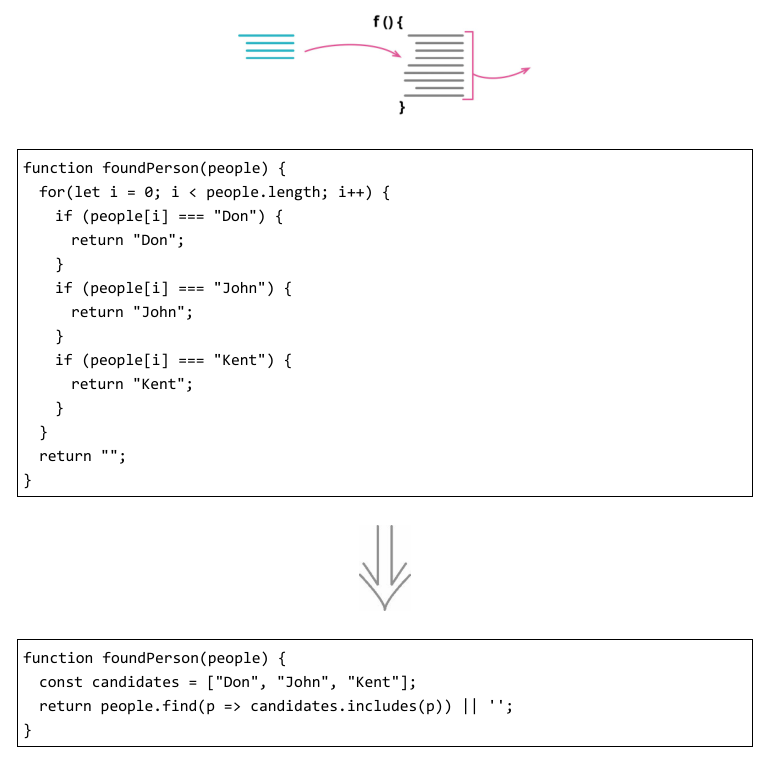 f () {
}
function foundPerson(people) {
  for(let i = 0; i < people.length; i++) {
    if (people[i] === "Don") {
      return "Don";
    }
    if (people[i] === "John") {
      return "John";
    }
    if (people[i] === "Kent") {
      return "Kent";
    }
  }
  return "";
}
function foundPerson(people) {
  const candidates = ["Don", "John", "Kent"];
  return people.find(p => candidates.includes(p)) || '';
}